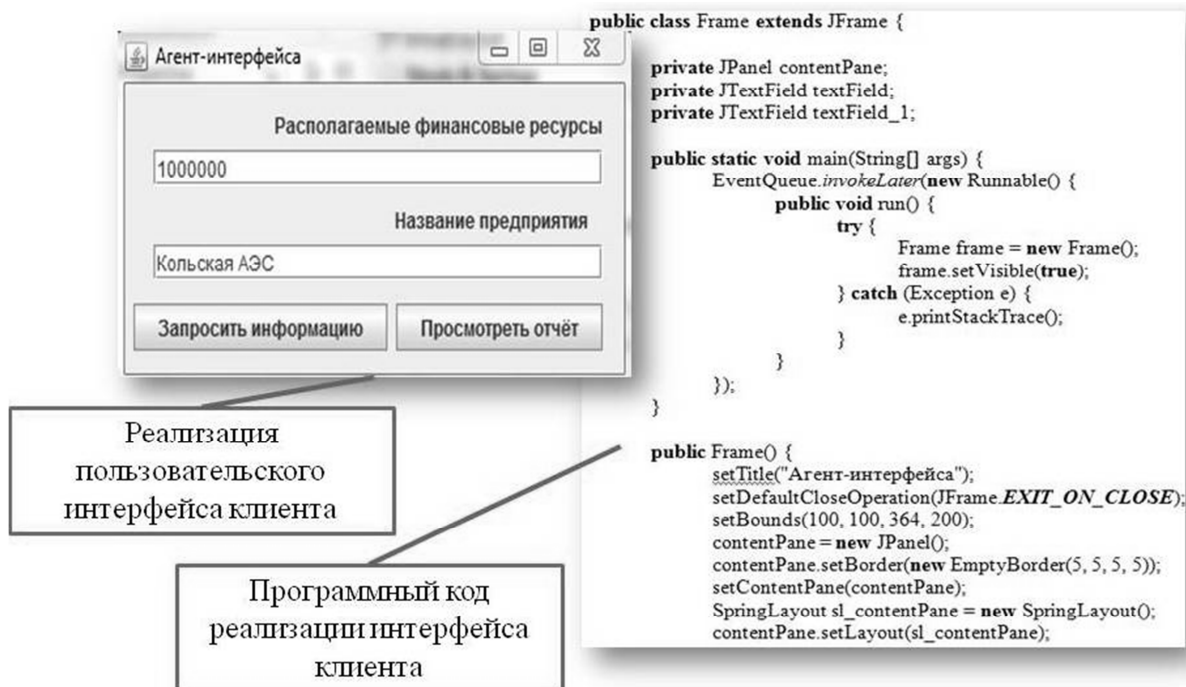 Агент-интерфейса
Располагаемые финансовые ресурсы
1000000
Название предприятия
Кольская АЭС
Запросить информацию
Просмотреть отчёт
Реализация
пользовательского
интерфейса клиента
Программный код
реализации интерфейса
клиента
public class Frame extends JFrame {
private JPanel contentPane;
private JTextField textField;
private JTextField textField_1;
public static void main(String[] args) {
EventQueue.invokeLater(new Runnable() {
public void run() {
try {
Frame frame = new Frame();
frame.setVisible(true);
} catch (Exception e) {
e.printStackTrace();
}
}
});
}
public Frame() {
setTitle("Агент-интерфейса");
setDefaultCloseOperation(JFrame.EXIT_ON_CLOSE);
setBounds(100, 100, 364, 200);
contentPane = new JPanel();
contentPane.setBorder(new EmptyBorder(5, 5, 5, 5));
setContentPane(contentPane);
SpringLayout sl_contentPane = new SpringLayout();
contentPane.setLayout(sl_contentPane);